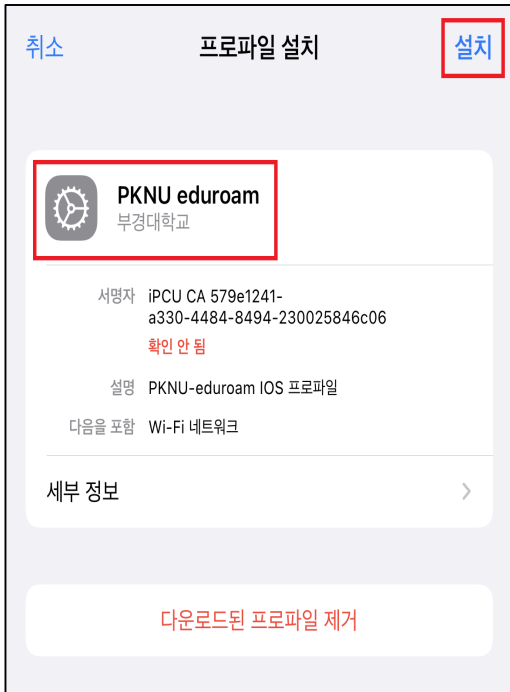 취소
프로파일 설치
설치
PKNU eduroam
부경대학교
서명자 iPCU CA 579e1241-
a330-4484-8494-230025846c06
확인 안 됨
설명 PKNU-eduroam IOS 프로파일
다음을 포함 Wi-Fi 네트워크
세부 정보
다운로드된 프로파일 제거